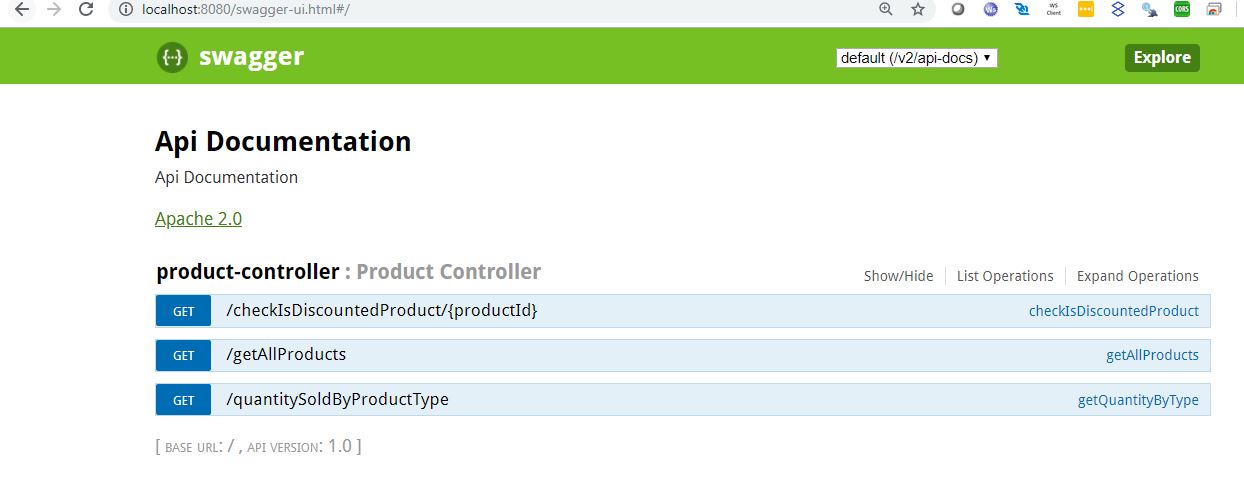 localhost:8080/swagger-ui.html#/
WS
Client
CORS
{··}
swagger
default (/v2/api-docs)
Explore
Api Documentation
Api Documentation
Apache 2.0
product-controller : Product Controller
Show/Hide
List Operations
Expand Operations
GET /checkIsDiscountedProduct/{productId} checkIsDiscountedProduct
GET /getAllProducts getAllProducts
GET /quantitySoldByProductType getQuantityByType
[ BASE URL: / , API VERSION: 1.0 ]